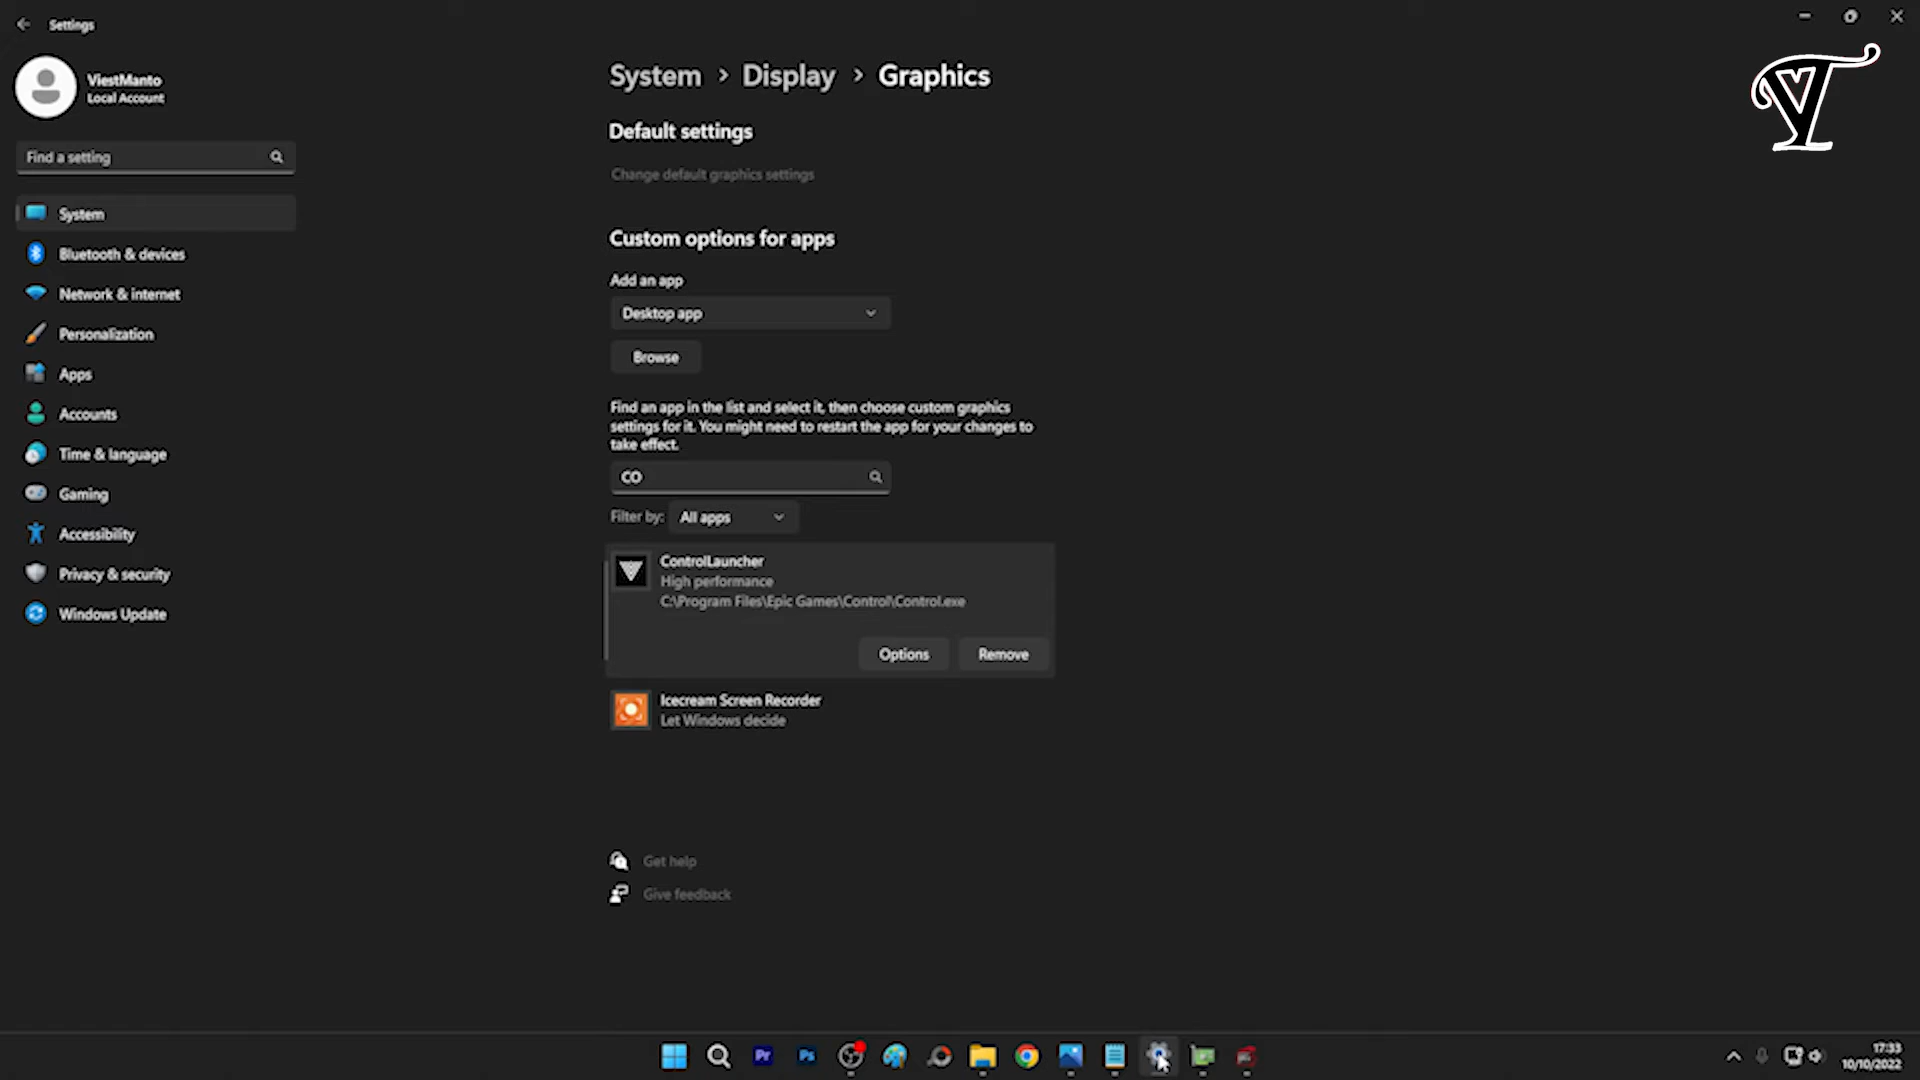 Settings
ViestManto
Local Account
Find a setting
System
Bluetooth & devices
Network & internet
Personalization
Apps
Accounts
Time & language
Gaming
Accessibility
Privacy & security
Windows Update
System > Display > Graphics
Default settings
Change default graphics settings
Custom options for apps
Add an app
Desktop app
Browse
Find an app in the list and select it, then choose custom graphics
settings for it. You might need to restart the app for your changes to
take effect.
CO
Filter by: All apps
ControlLauncher
High performance
C:\Program Files\Epic Games\Control\Control.exe
Options Remove
Icecream Screen Recorder
Let Windows decide
Get help
Give feedback
Pr Ps
17:33
10/10/2022